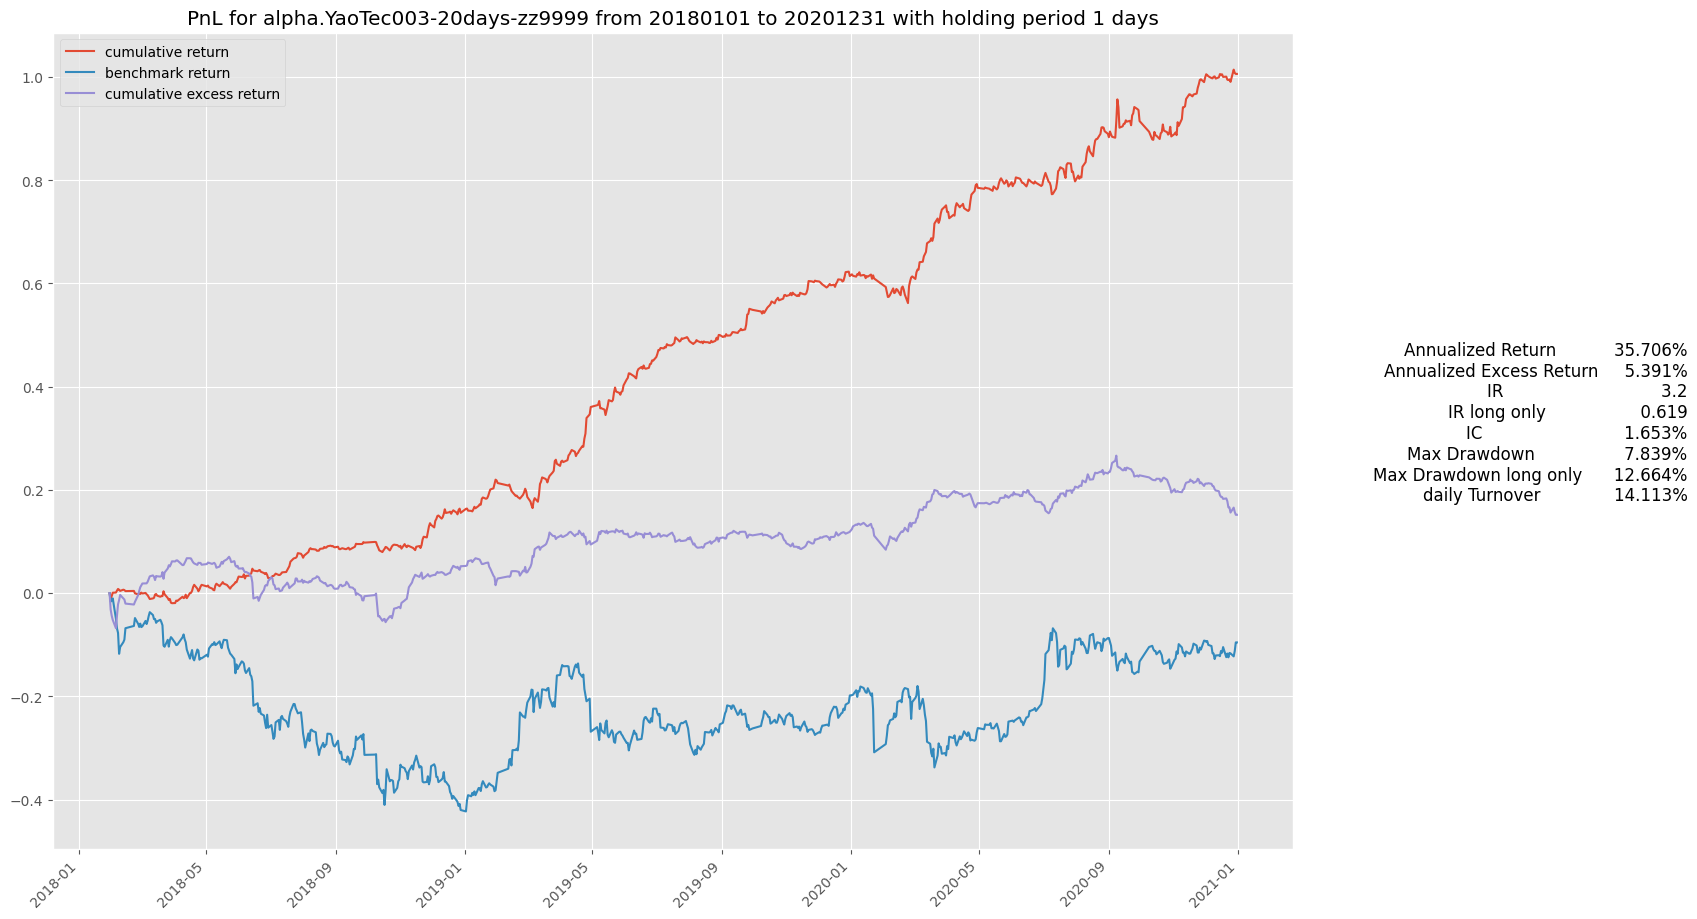 PnL for alpha.YaoTec003-20days-zz9999 from 20180101 to 20201231 with holding period 1 days
cumulative return
benchmark return
cumulative excess return
1.0
0.8
0.6
0.4
0.2
0.0
−0.2
−0.4
2018-01
2018-05
2018-09
2019-01
2019-05
2019-09
2020-01
2020-05
2020-09
2021-01
Annualized Return 35.706%
Annualized Excess Return 5.391%
IR 3.2
IR long only 0.619
IC 1.653%
Max Drawdown 7.839%
Max Drawdown long only 12.664%
daily Turnover 14.113%